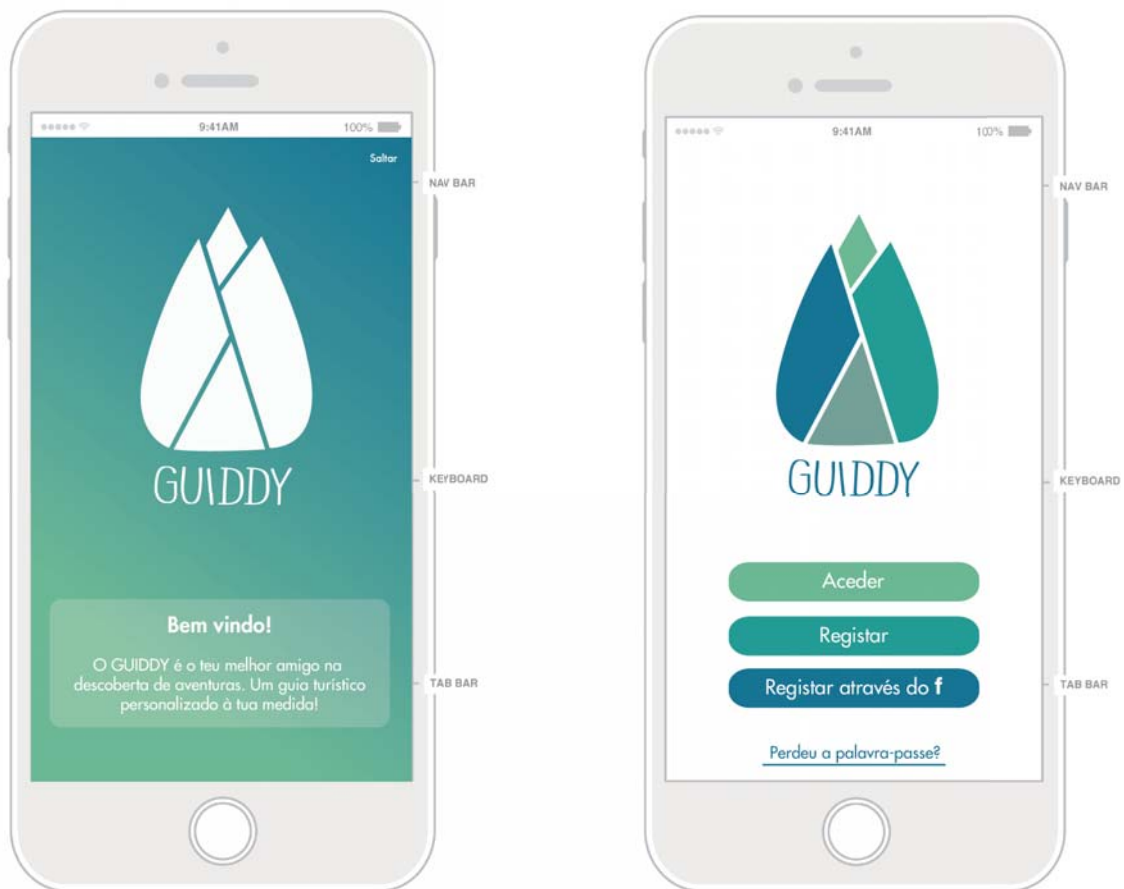 9:41AM
100%
Saltar
NAV BAR
GUIDDY
KEYBOARD
Bem vindo!
O GUIDDY é o teu melhor amigo na
descoberta de aventuras. Um guia turístico
personalizado à tua medida!
TAB BAR
9:41AM
100%
NAV BAR
GUIDDY
KEYBOARD
Aceder
Registar
Registar através do f
TAB BAR
Perdeu a palavra-passe?